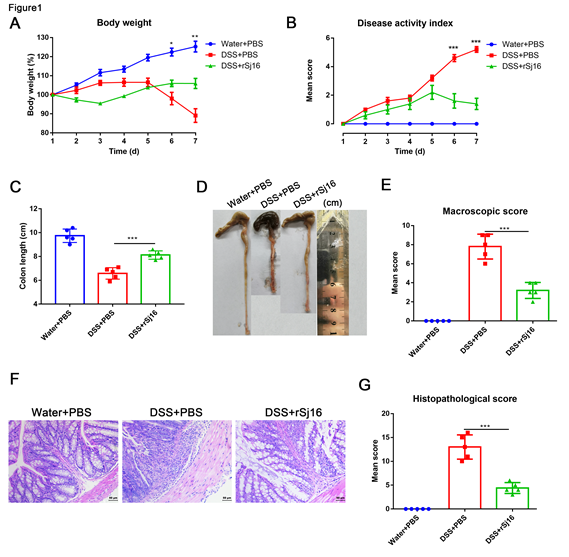 Figure1
A
Body weight
Body weight (%)
130
120
110
100
90
80
1 2 3 4 5 6 7
Time (d)
* **
Water+PBS
DSS+PBS
DSS+rSj16
B
Disease activity index
Mean score
6
4
2
0
1 2 3 4 5 6 7
Time (d)
*** ***
Water+PBS
DSS+PBS
DSS+rSj16
C
Colon length (cm)
12
10
8
6
4
***
Water+PBS
DSS+PBS
DSS+rSj16
D
Water+PBS
DSS+PBS
DSS+rSj16
(cm)
E
Macroscopic score
Mean score
10
8
6
4
2
0
***
Water+PBS
DSS+PBS
DSS+rSj16
F
Water+PBS DSS+PBS DSS+rSj16
G
Histopathological score
Mean score
20
15
10
5
0
***
Water+PBS
DSS+PBS
DSS+rSj16